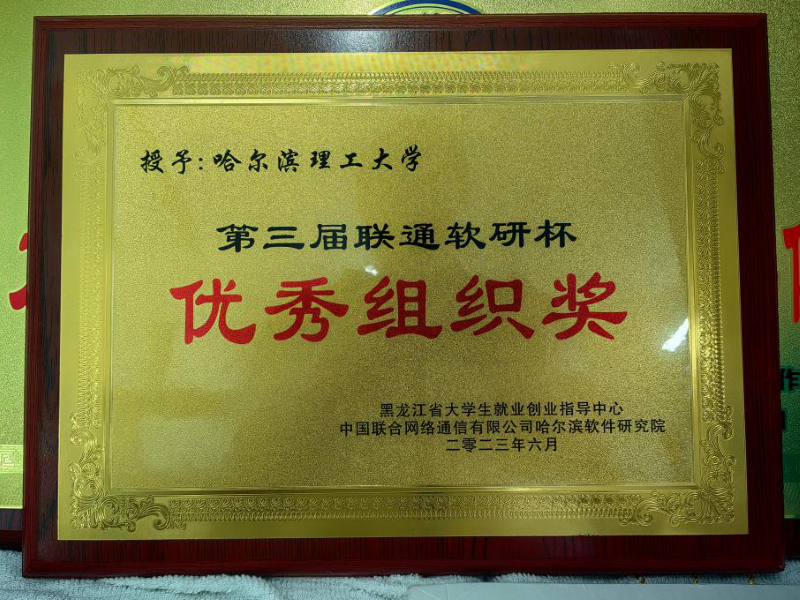 授予:哈尔滨理工大学
第三届联通软研杯
优秀组织奖
黑龙江省大学生就业创业指导中心
中国联合网络通信有限公司哈尔滨软件研究院
二零二三年六月
作